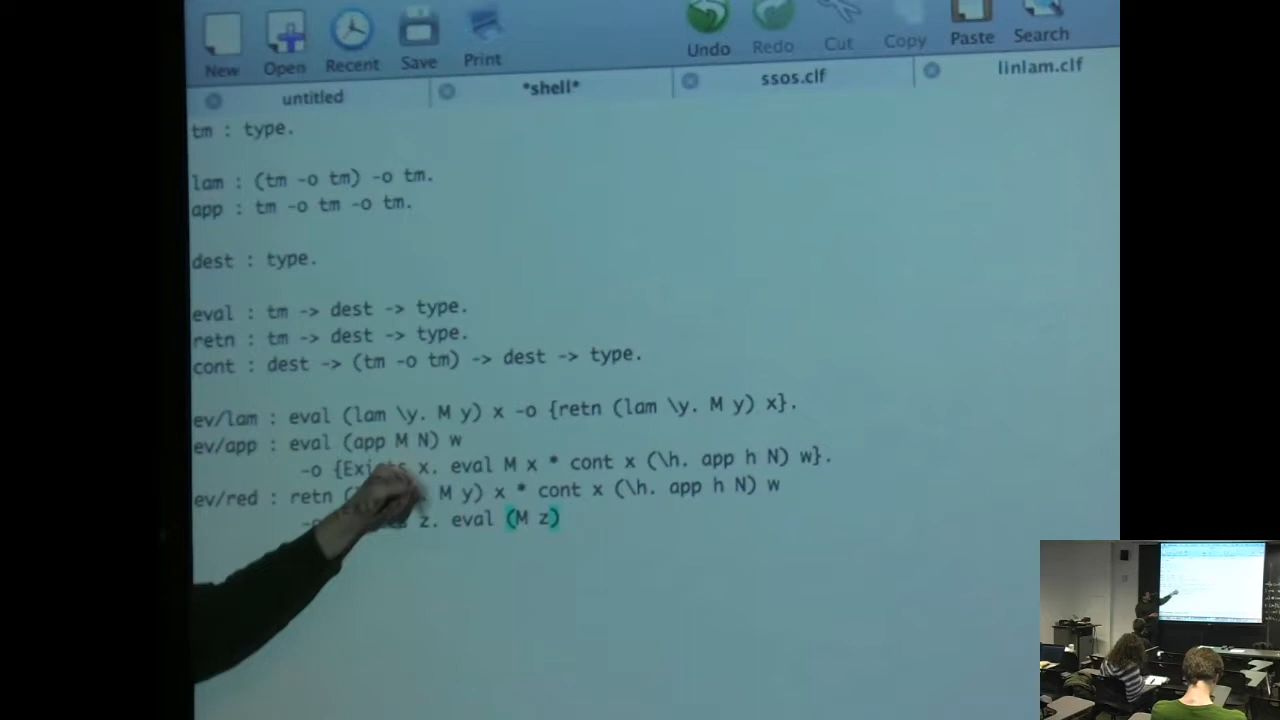 New Open Recent Save Print Undo Redo Cut Copy Paste Search
untitled *shell* ssos.clf linlam.clf
tm : type.
lam : (tm -o tm) -o tm.
app : tm -o tm -o tm.
dest : type.
eval : tm -> dest -> type.
retn : tm -> dest -> type.
cont : dest -> (tm -o tm) -> dest -> type.
ev/lam : eval (lam \y. M y) x -o {retn (lam \y. M y) x}.
ev/app : eval (app M N) w
-o {Exists x. eval M x * cont x (\h. app h N) w}.
ev/red : retn ( M y) x * cont x (\h. app h N) w
z. eval (M z)